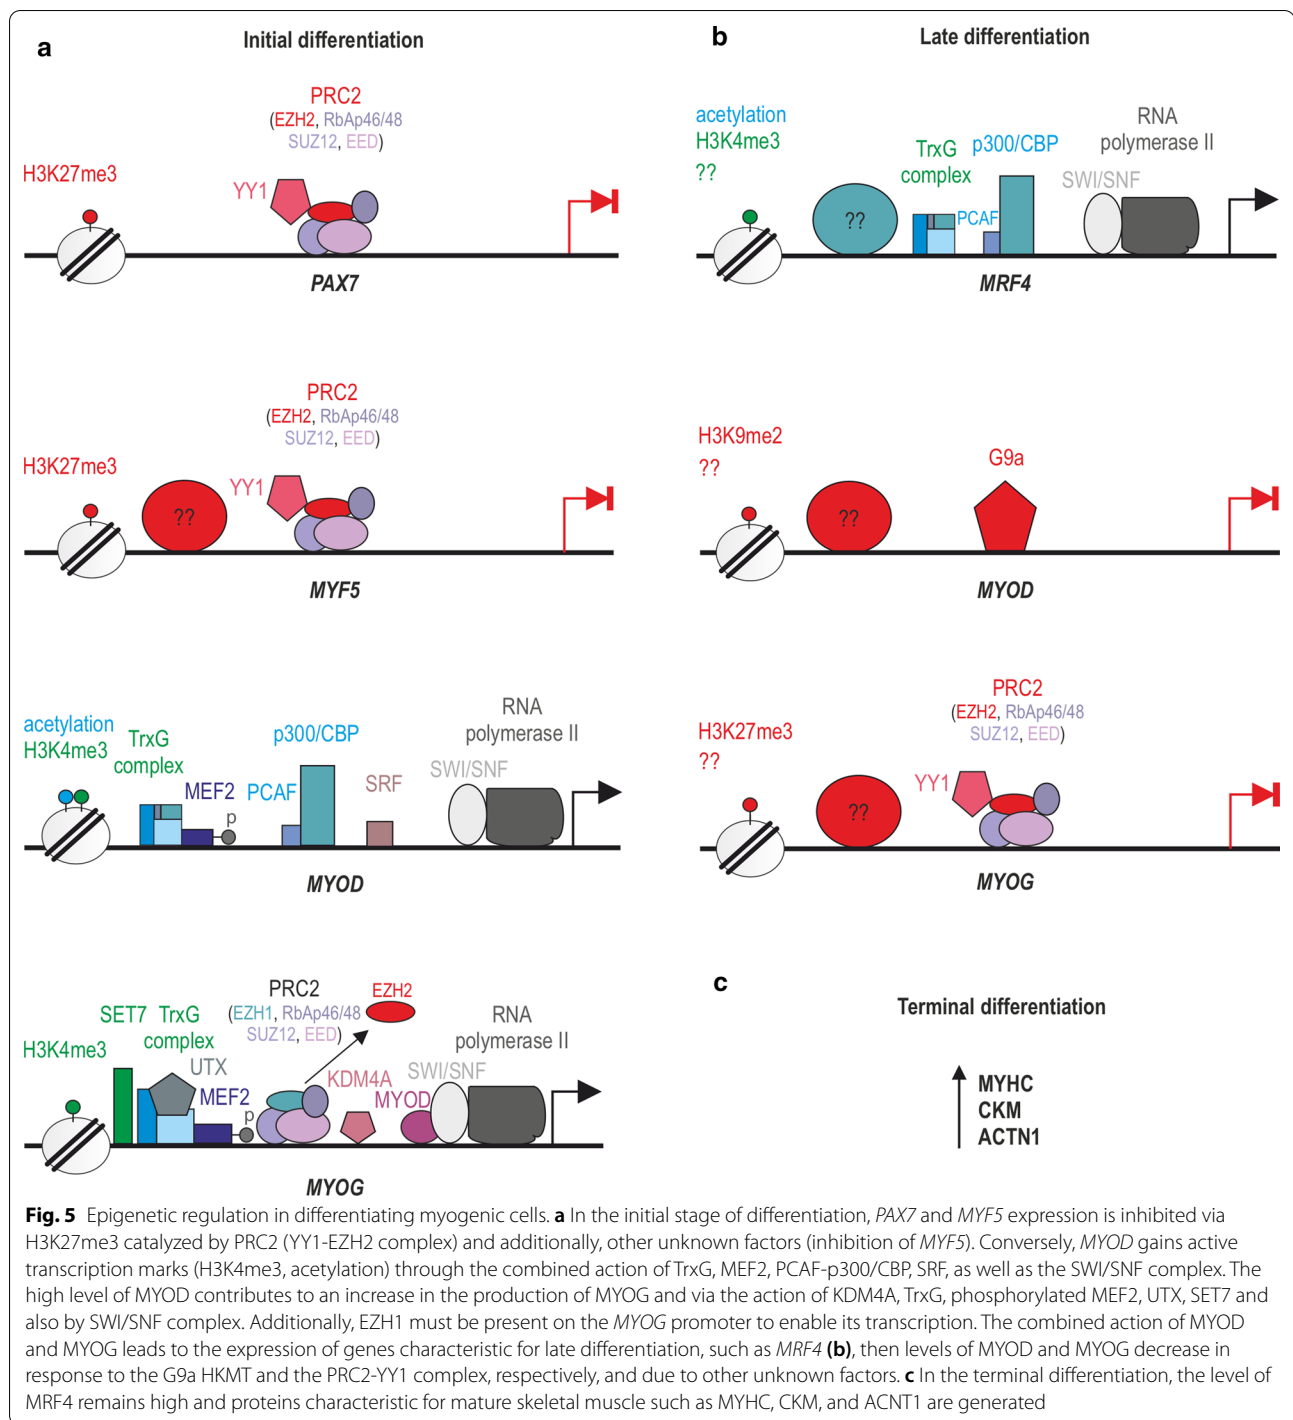 a
Initial differentiation
PRC2
(EZH2, RbAp46/48
SUZ12, EED)
H3K27me3
YY1
PAX7
PRC2
(EZH2, RbAp46/48
SUZ12, EED)
H3K27me3
YY1
??
MYF5
acetylation
H3K4me3
TrxG
complex
MEF2
p
PCAF
p300/CBP
SRF
SWI/SNF
RNA
polymerase II
MYOD
H3K4me3
SET7
TrxG
complex
UTX
MEF2
p
PRC2
(EZH1, RbAp46/48
SUZ12, EED)
EZH2
KDM4A
MYOD
SWI/SNF
RNA
polymerase II
MYOG
b
Late differentiation
acetylation
H3K4me3
??
??
TrxG
complex
PCAF
p300/CBP
SWI/SNF
RNA
polymerase II
MRF4
H3K9me2
??
??
G9a
MYOD
H3K27me3
??
??
PRC2
(EZH2, RbAp46/48
SUZ12, EED)
YY1
MYOG
c
Terminal differentiation
MYHC
CKM
ACTN1
Fig. 5 Epigenetic regulation in differentiating myogenic cells. a In the initial stage of differentiation, PAX7 and MYF5 expression is inhibited via
H3K27me3 catalyzed by PRC2 (YY1-EZH2 complex) and additionally, other unknown factors (inhibition of MYF5). Conversely, MYOD gains active
transcription marks (H3K4me3, acetylation) through the combined action of TrxG, MEF2, PCAF-p300/CBP, SRF, as well as the SWI/SNF complex. The
high level of MYOD contributes to an increase in the production of MYOG and via the action of KDM4A, TrxG, phosphorylated MEF2, UTX, SET7 and
also by SWI/SNF complex. Additionally, EZH1 must be present on the MYOG promoter to enable its transcription. The combined action of MYOD
and MYOG leads to the expression of genes characteristic for late differentiation, such as MRF4 (b), then levels of MYOD and MYOG decrease in
response to the G9a HKMT and the PRC2-YY1 complex, respectively, and due to other unknown factors. c In the terminal differentiation, the level of
MRF4 remains high and proteins characteristic for mature skeletal muscle such as MYHC, CKM, and ACNT1 are generated